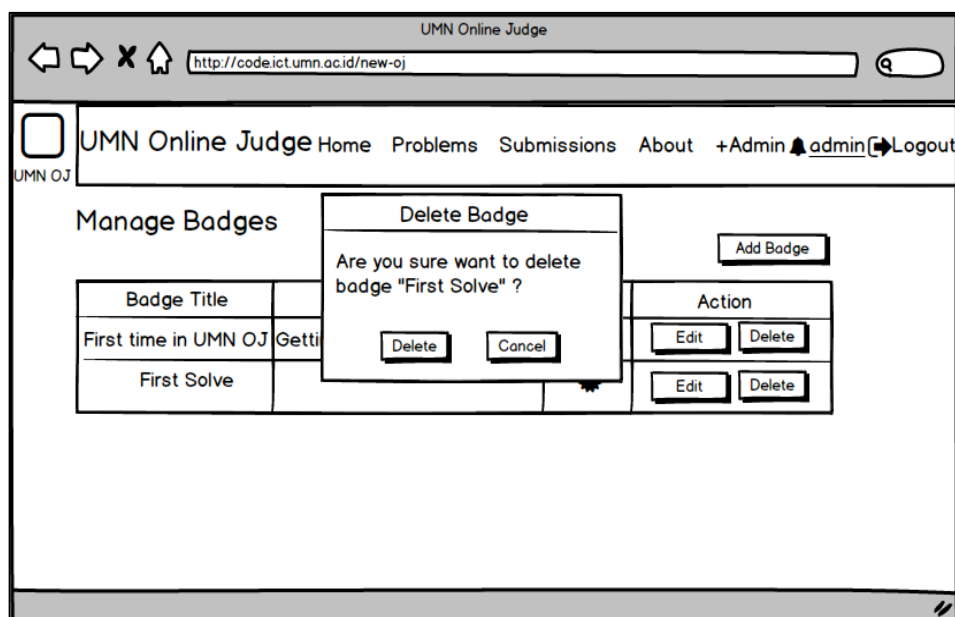 UMN Online Judge
http://code.ict.umn.ac.id/new-oj
UMN OJ
UMN Online Judge Home Problems Submissions About +Admin admin Logout
Manage Badges
Add Badge
Delete Badge
Are you sure want to delete
badge "First Solve" ?
Delete Cancel
Badge Title Action
First time in UMN OJ Getti Edit Delete
First Solve Edit Delete